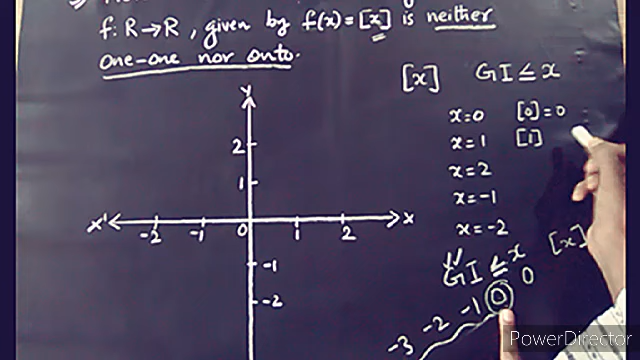 f: R→R, given by f(x)=[x] is neither
one-one nor onto.
[x] GI ≤ x
x=0 [0]=0
x=1 [1]
x=2
x=-1
x=-2
[x]
GI ≤ x
-3 -2 -1 0 0
Y
2
1
X' -2 -1 0 1 2 X
-1
-2
PowerDirector